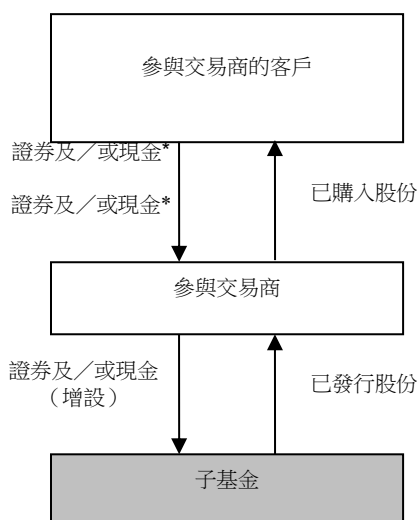 參與交易商的客戶
證券及／或現金*
證券及／或現金*
已購入股份
參與交易商
證券及／或現金
（增設）
已發行股份
子基金